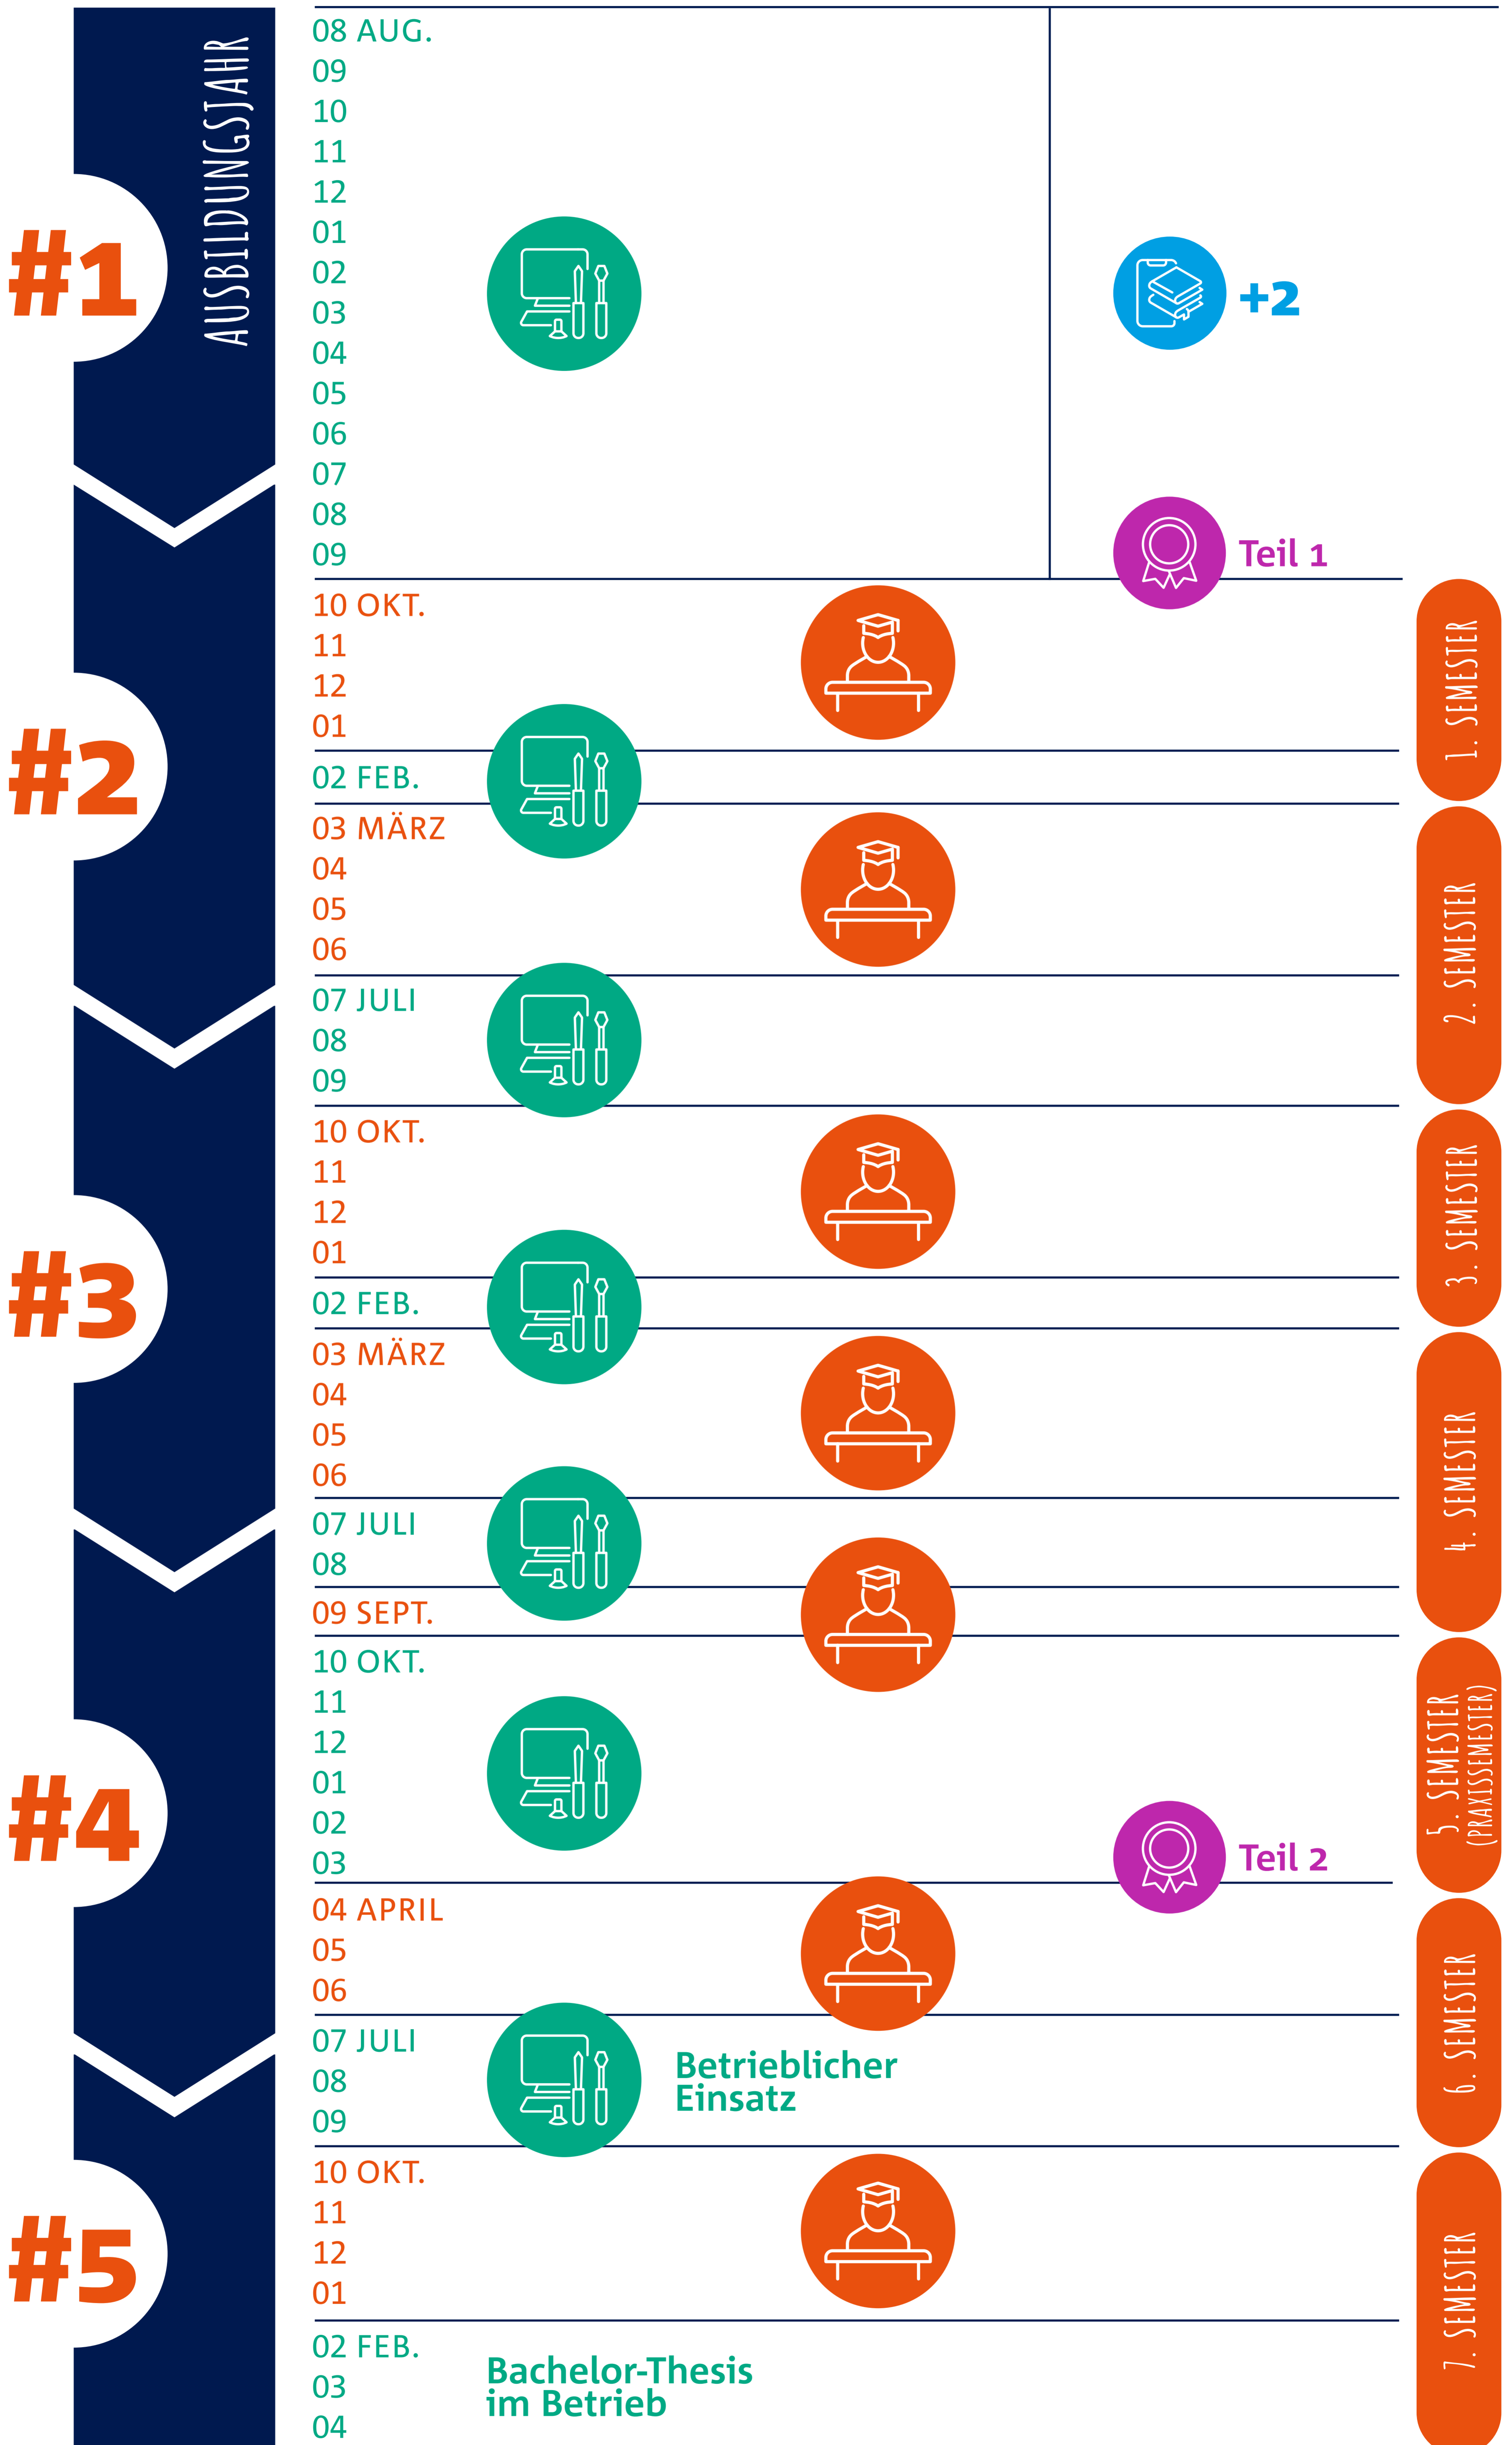 AUSBILDUNGSJAHR
#1
08 AUG.
09
10
11
12
01
02
03
04
05
06
07
08
09
+2
Teil 1
#2
10 OKT.
11
12
01
02 FEB.
1. SEMESTER
03 MÄRZ
04
05
06
07 JULI
08
09
2. SEMESTER
#3
10 OKT.
11
12
01
02 FEB.
3. SEMESTER
03 MÄRZ
04
05
06
07 JULI
08
09 SEPT.
4. SEMESTER
#4
10 OKT.
11
12
01
02
03
Teil 2
5. SEMESTER
(PRAXISSEMESTER)
04 APRIL
05
06
07 JULI
08
09
Betrieblicher
Einsatz
6. SEMESTER
#5
10 OKT.
11
12
01
02 FEB.
03
04
Bachelor-Thesis
im Betrieb
7. SEMESTER